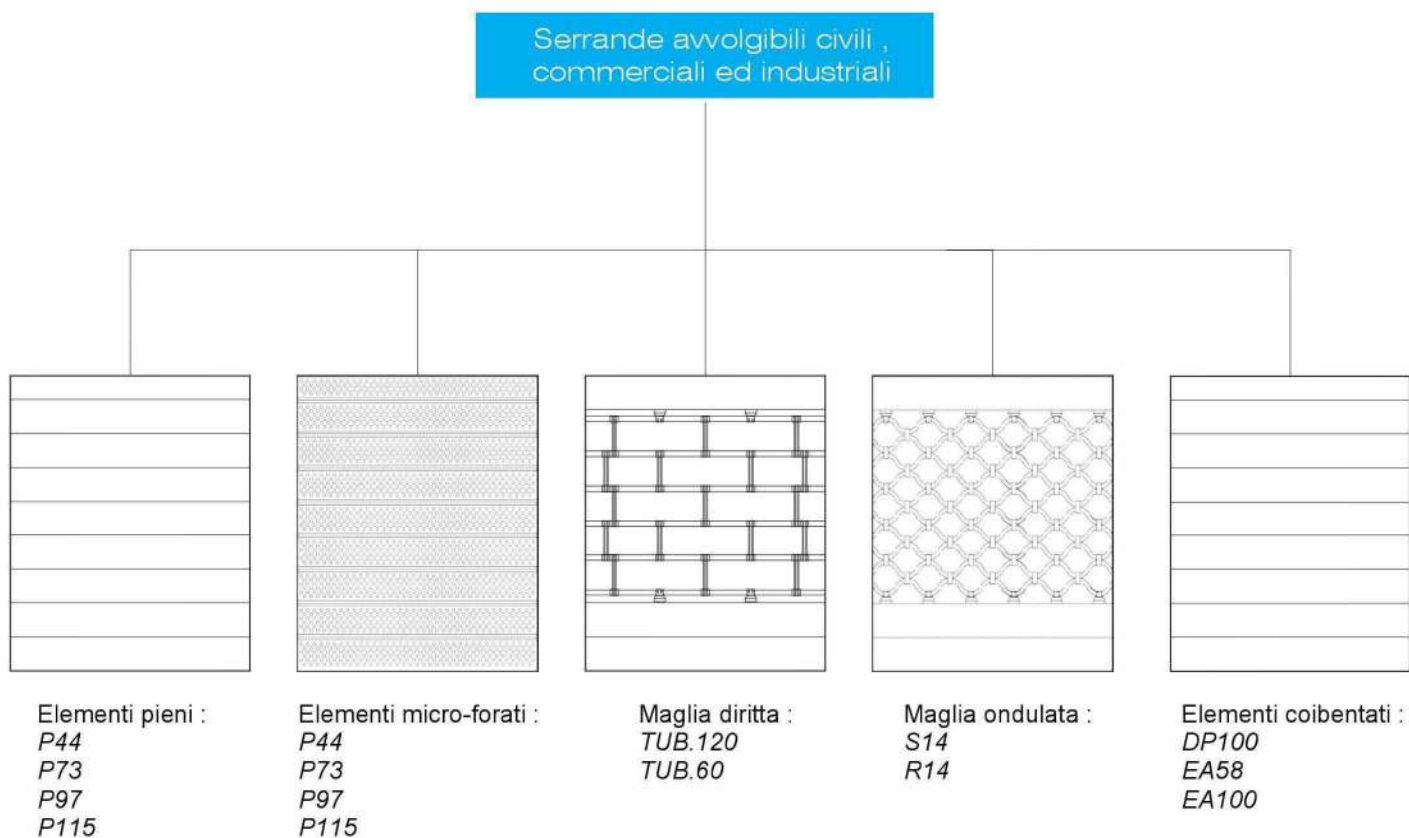 Serrande avvolgibili civili ,
commerciali ed industriali
Elementi pieni :
P44
P73
P97
P115
Elementi micro-forati :
P44
P73
P97
P115
Maglia diritta :
TUB.120
TUB.60
Maglia ondulata :
S14
R14
Elementi coibentati :
DP100
EA58
EA100